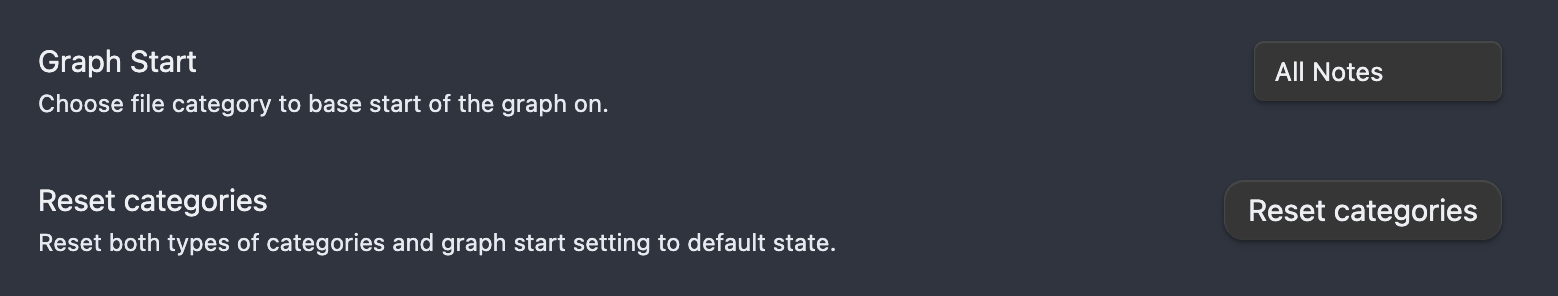 Graph Start
All Notes
Choose file category to base start of the graph on.
Reset categories
Reset categories
Reset both types of categories and graph start setting to default state.